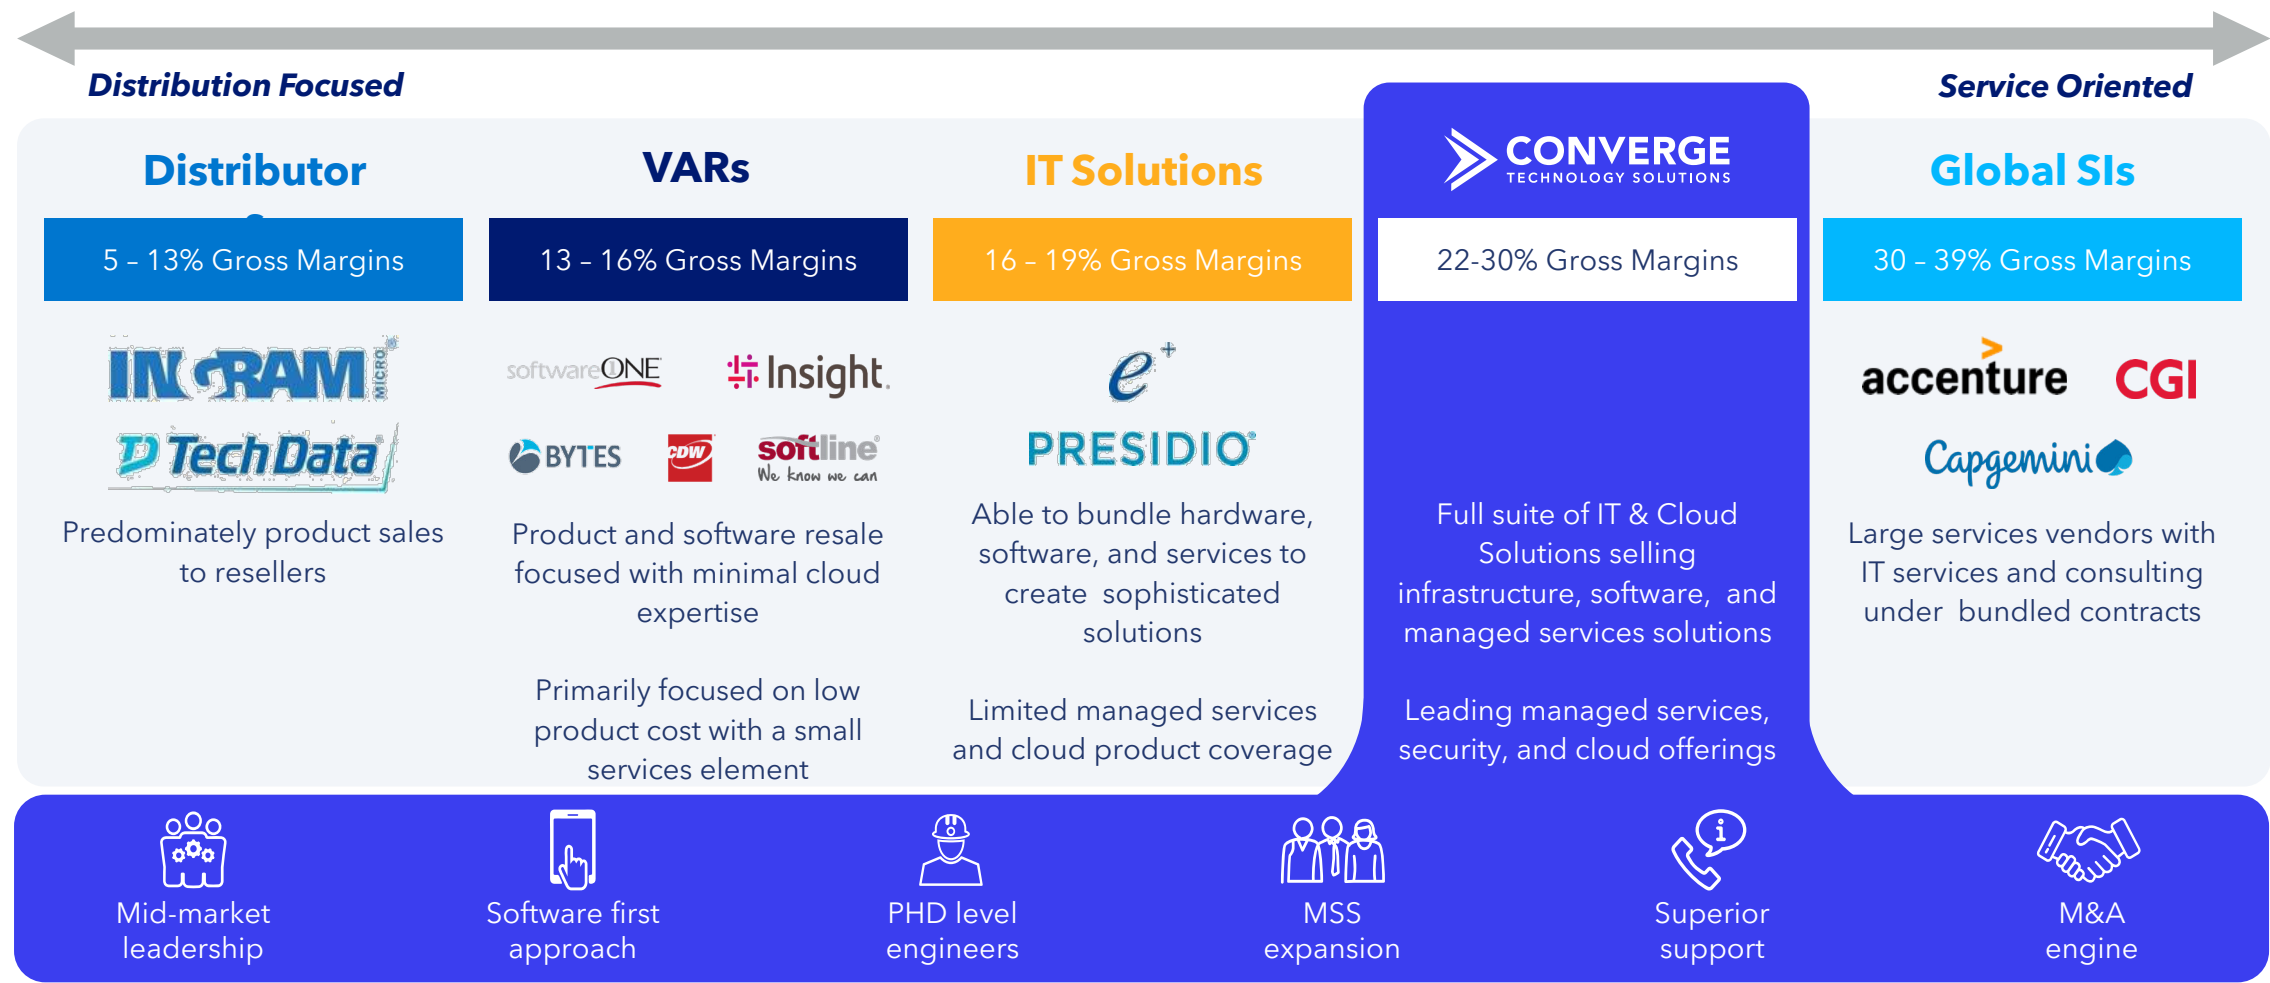 Distribution Focused
Service Oriented
Distributor
5 – 13% Gross Margins
INGRAM MICRO
Tech Data
Predominately product sales
to resellers
VARs
13 – 16% Gross Margins
softwareONE
Insight.
BYTES
CDW
softline®
We know we can
Product and software resale
focused with minimal cloud
expertise
Primarily focused on low
product cost with a small
services element
IT Solutions
16 – 19% Gross Margins
e+
PRESIDIO®
Able to bundle hardware,
software, and services to
create sophisticated
solutions
Limited managed services
and cloud product coverage
CONVERGE
TECHNOLOGY SOLUTIONS
22-30% Gross Margins
Full suite of IT & Cloud
Solutions selling
infrastructure, software, and
managed services solutions
Leading managed services,
security, and cloud offerings
Global SIs
30 – 39% Gross Margins
accenture
CGI
Capgemini
Large services vendors with
IT services and consulting
under bundled contracts
Mid-market
leadership
Software first
approach
PHD level
engineers
MSS
expansion
i
Superior
support
M&A
engine